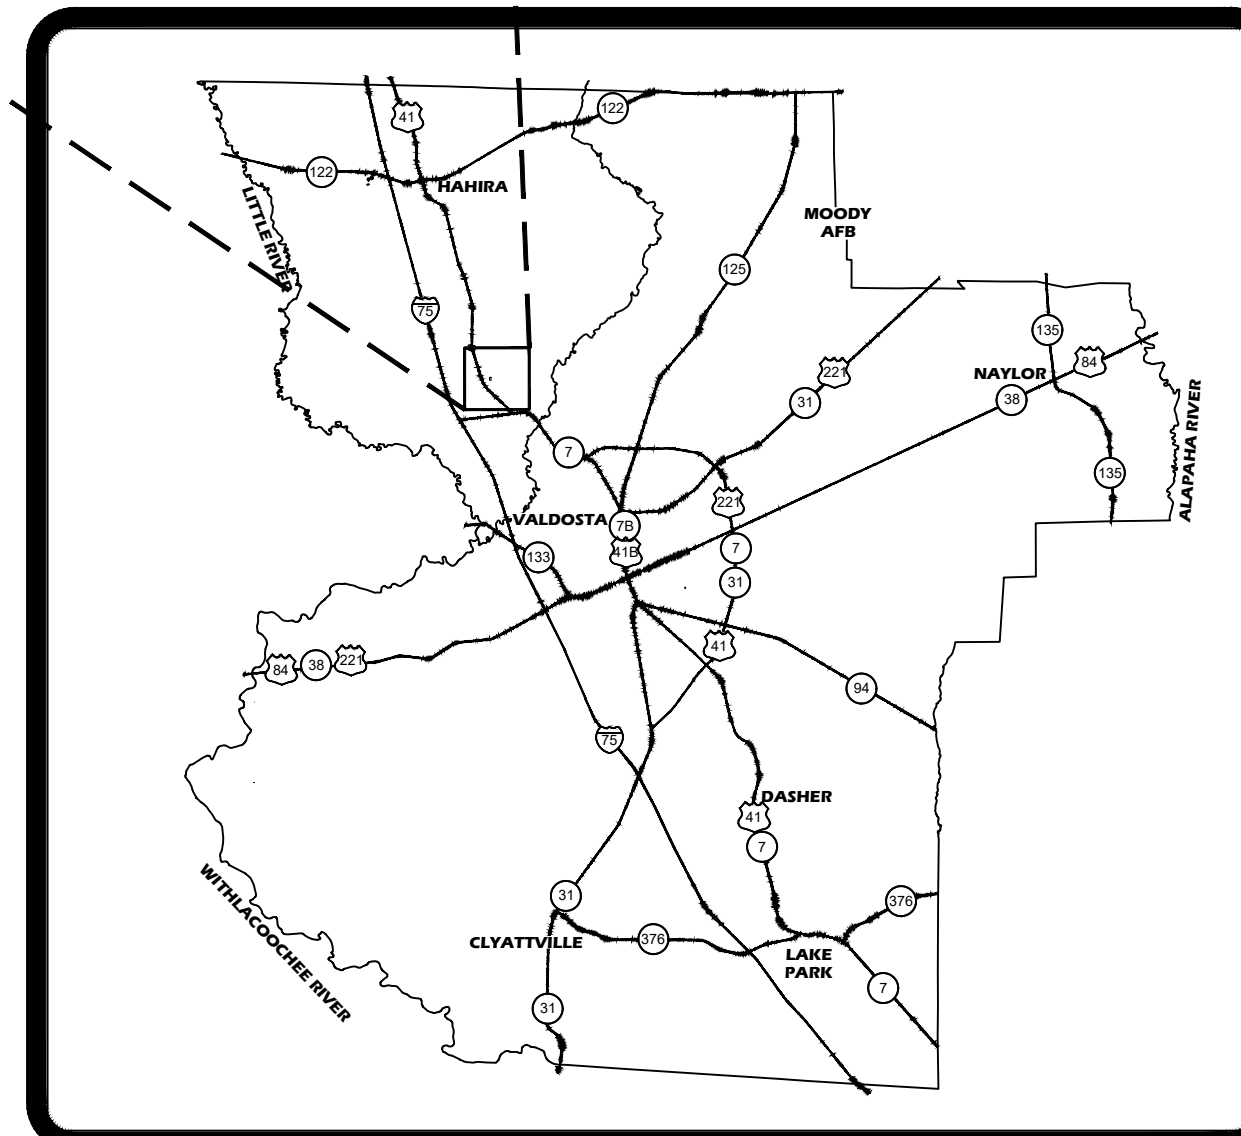 41
122
122
HAHIRA
LITTLE RIVER
MOODY
AFB
125
75
135
221
84
NAYLOR
31
38
ALAPAHA RIVER
7
135
221
VALDOSTA
7B
41B
7
133
31
41
84
38
221
94
75
DASHER
41
7
WITHLACOOCHEE RIVER
31
376
CLYATTVILLE
376
LAKE
PARK
7
31